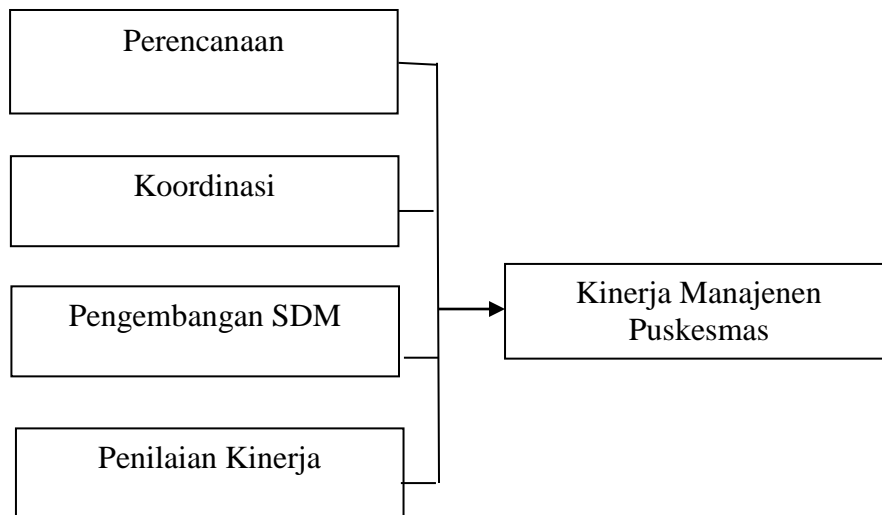 Perencanaan
Koordinasi
Pengembangan SDM
Penilaian Kinerja
Kinerja Manajenen
Puskesmas